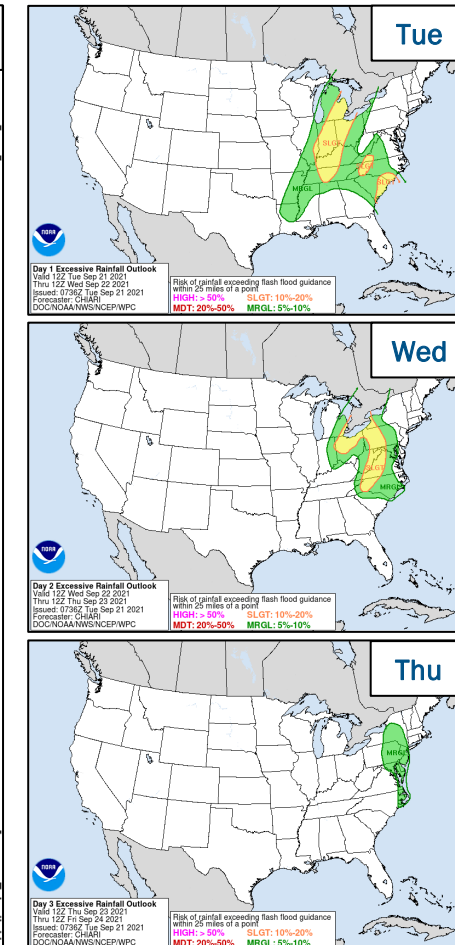 Tue
SLGT
SLGT
SLGT
MRGL
NOAA
Day 1 Excessive Rainfall Outlook
Valid 12Z Tue Sep 21 2021
Thru 12Z Wed Sep 22 2021
Issued: 0736Z Tue Sep 21 2021
Forecaster: CHIARI
DOC/NOAA/NWS/NCEP/WPC
Risk of rainfall exceeding flash flood guidance
within 25 miles of a point
HIGH: > 50% SLGT: 10%-20%
MDT: 20%-50% MRGL: 5%-10%
Wed
SLGT
MRGL
NOAA
Day 2 Excessive Rainfall Outlook
Valid 12Z Wed Sep 22 2021
Thru 12Z Thu Sep 23 2021
Issued: 0736Z Tue Sep 21 2021
Forecaster: CHIARI
DOC/NOAA/NWS/NCEP/WPC
Risk of rainfall exceeding flash flood guidance
within 25 miles of a point
HIGH: > 50% SLGT: 10%-20%
MDT: 20%-50% MRGL: 5%-10%
Thu
MRGL
NOAA
Day 3 Excessive Rainfall Outlook
Valid 12Z Thu Sep 23 2021
Thru 12Z Fri Sep 24 2021
Issued: 0736Z Tue Sep 21 2021
Forecaster: CHIARI
DOC/NOAA/NWS/NCEP/WPC
Risk of rainfall exceeding flash flood guidance
within 25 miles of a point
HIGH: > 50% SLGT: 10%-20%
MDT: 20%-50% MRGL: 5%-10%